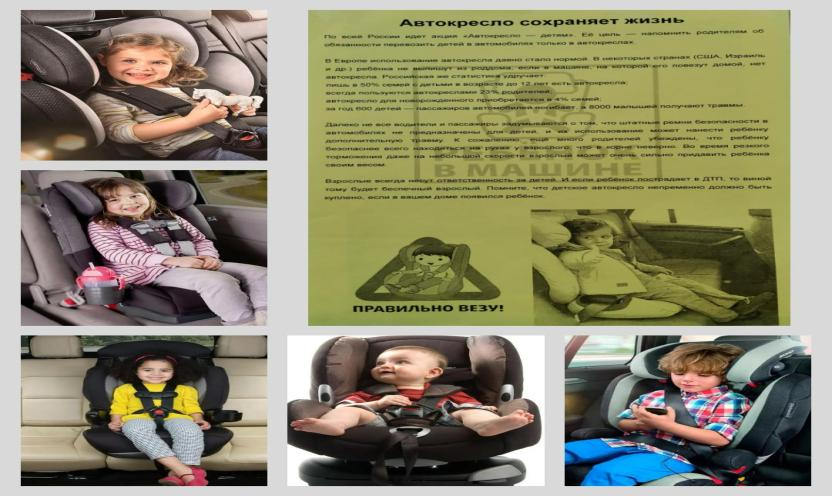 Автокресло сохраняет жизнь
По всей России идет акция «Автокресло — детям». Её цель — напомнить родителям об
обязанности перевозить детей в автомобилях только в автокреслах.
В Европе использование автокресла давно стало нормой. В некоторых странах (США, Израиль
и др.) ребёнка не выпишут из роддома, если в машине, на которой его повезут домой, нет
автокресла. Российская же статистика удручает:
лишь в 50% семей с детьми в возрасте до 12 лет есть автокресла;
всегда пользуются автокреслами 23% родителей;
автокресло для новорожденного приобретается в 4% семей;
за год 600 детей — пассажиров автомобилей погибает, а 8000 малышей получают травмы.
Далеко не все водители и пассажиры задумываются о том, что штатные ремни безопасности в
автомобилях не предназначены для детей, и их использование может нанести ребёнку
дополнительную травму. К сожалению, ещё много родителей убеждены, что ребёнку
безопаснее всего находиться на руках у взрослого, что в корне неверно. Во время резкого
торможения даже на небольшой скорости взрослый может очень сильно придавить ребёнка
своим весом.
В МАШИНЕ
Взрослые всегда несут ответственность за детей. И если ребёнок пострадает в ДТП, то виной
тому будет беспечный взрослый. Помните, что детское автокресло непременно должно быть
куплено, если в вашем доме появился ребёнок.
ПРАВИЛЬНО ВЕЗУ!